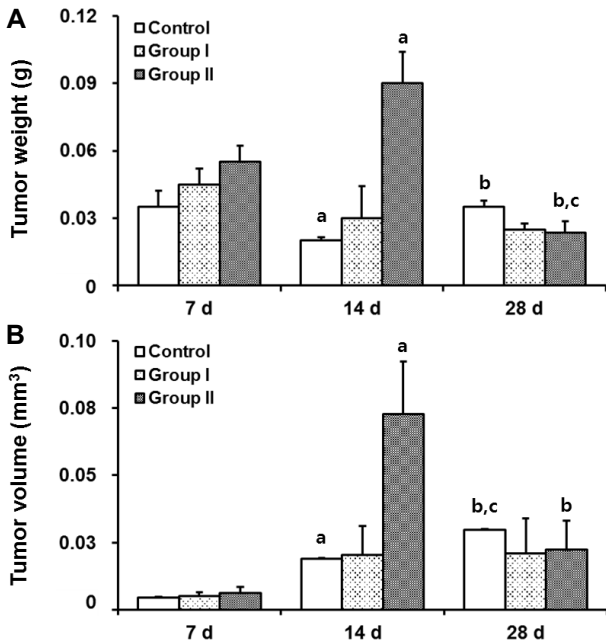 A
Tumor weight (g)
0.12
0.09
0.06
0.03
0
Control
Group I
Group II
a
a
b
b,c
7 d
14 d
28 d
B
Tumor volume (mm³)
0.10
0.08
0.05
0.03
0
Control
Group I
Group II
a
a
b,c
b
7 d
14 d
28 d